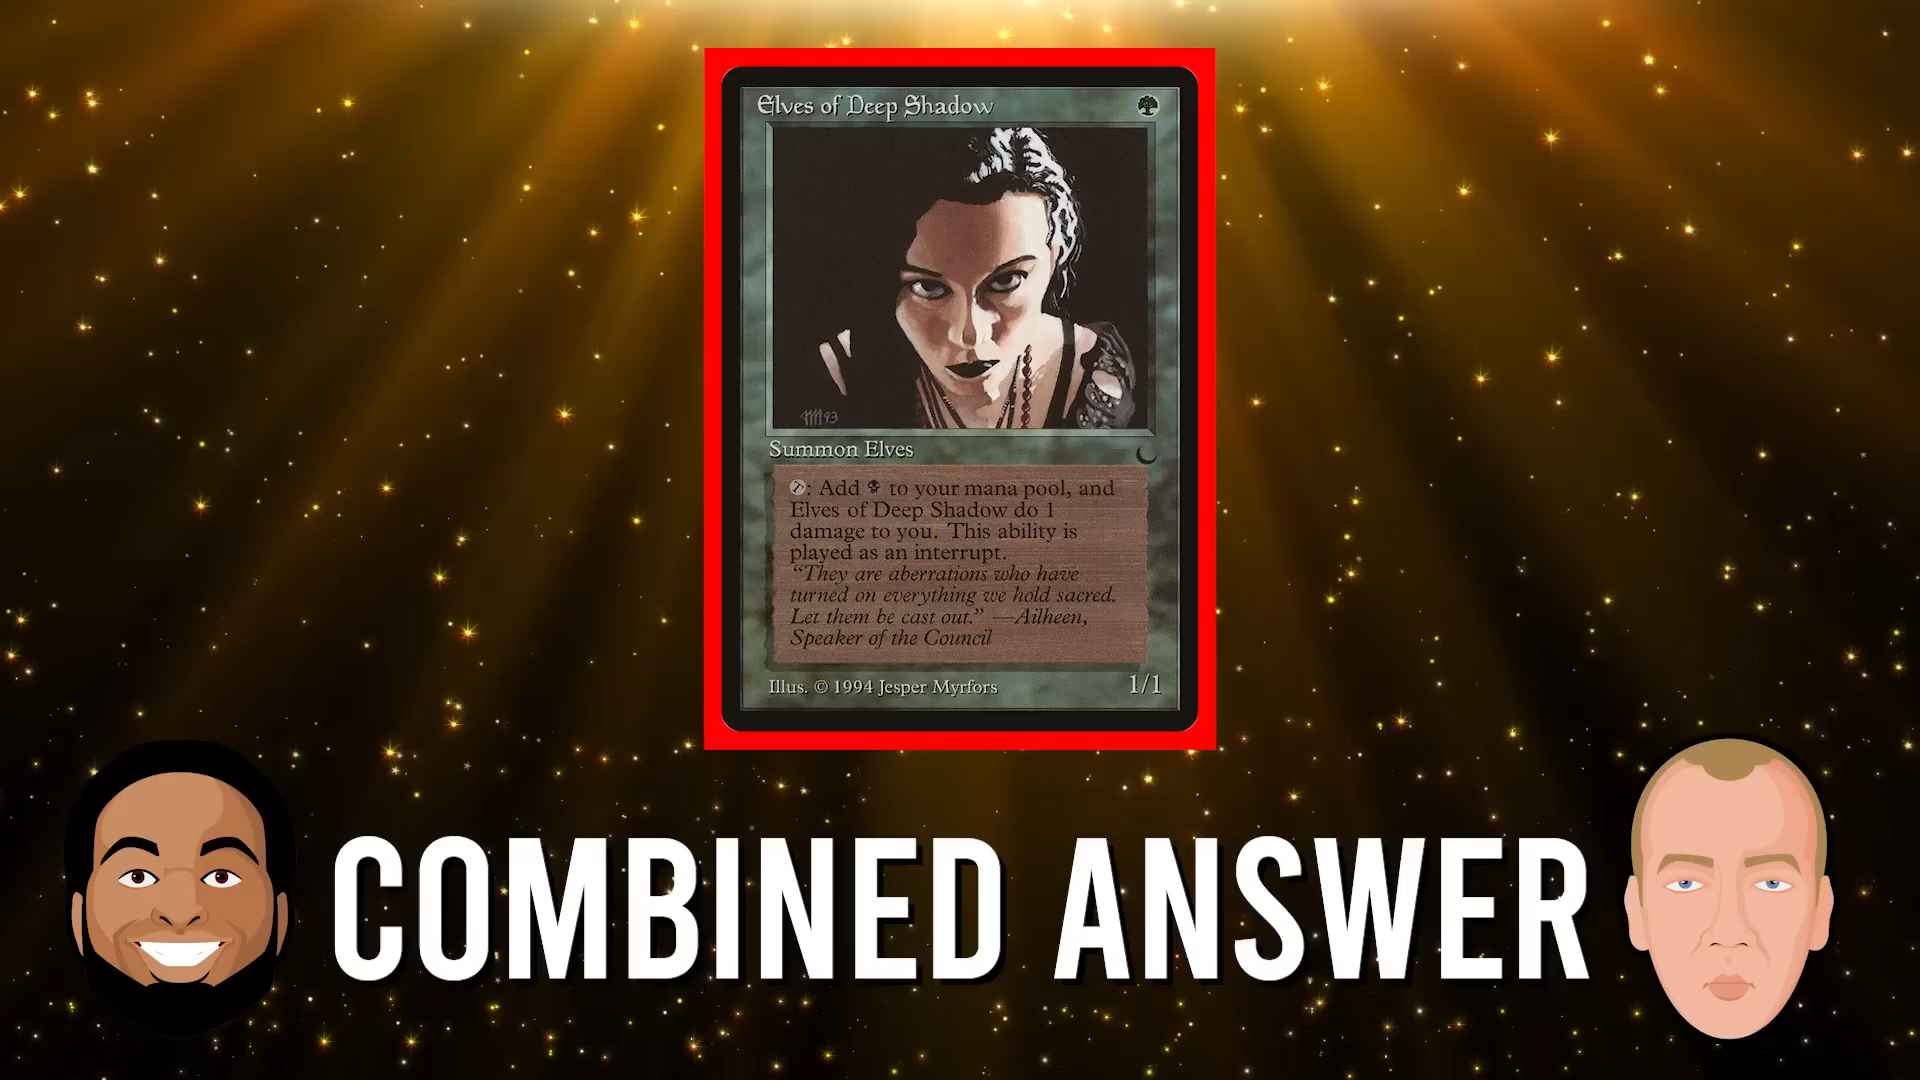 Elves of Deep Shadow
Summon Elves
T: Add to your mana pool, and
Elves of Deep Shadow do 1
damage to you. This ability is
played as an interrupt.
“They are aberrations who have
turned on everything we hold sacred.
Let them be cast out.” —Ailheen,
Speaker of the Council
Illus. © 1994 Jesper Myrfors
1/1
COMBINED ANSWER